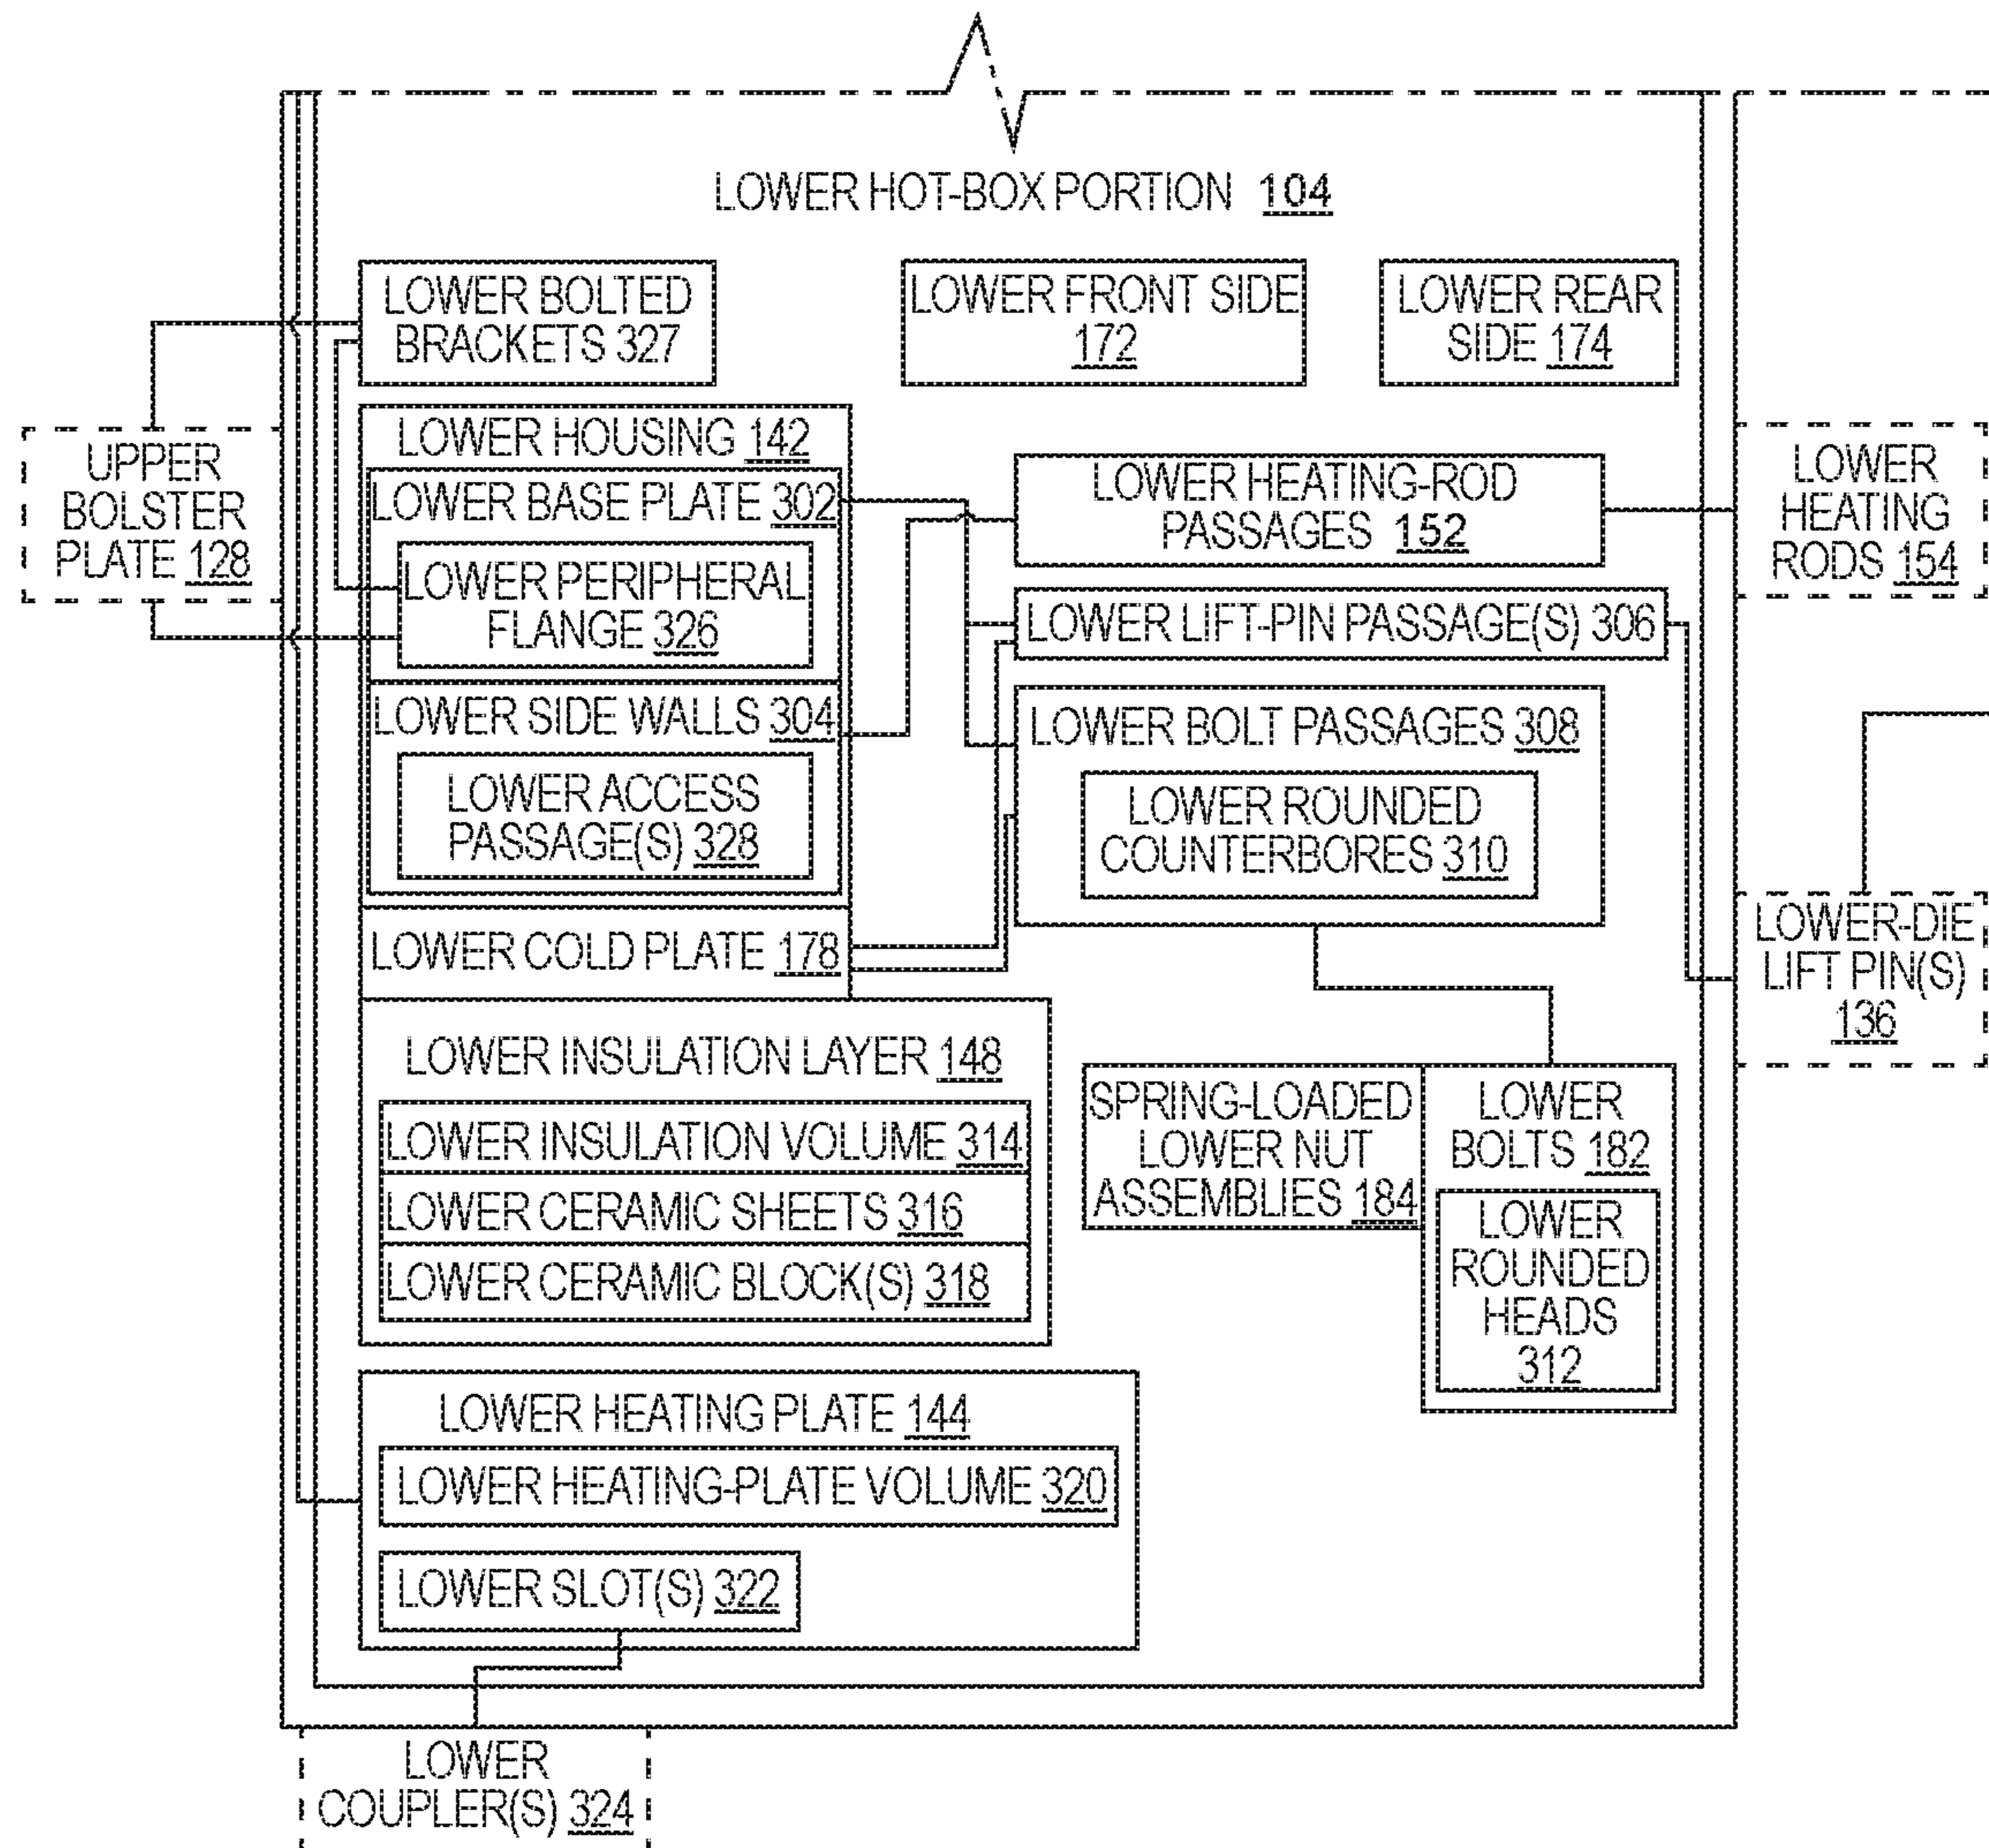 LOWER HOT-BOX PORTION 104
LOWER BOLTED
BRACKETS 327
LOWER FRONT SIDE
172
LOWER REAR
SIDE 174
UPPER
BOLSTER
PLATE 128
LOWER HOUSING 142
LOWER BASE PLATE 302
LOWER PERIPHERAL
FLANGE 326
LOWER SIDE WALLS 304
LOWER ACCESS
PASSAGE(S) 328
LOWER COLD PLATE 178
LOWER HEATING-ROD
PASSAGES 152
LOWER LIFT-PIN PASSAGE(S) 306
LOWER BOLT PASSAGES 308
LOWER ROUNDED
COUNTERBORES 310
LOWER
HEATING
RODS 154
LOWER-DIE
LIFT PIN(S)
136
LOWER INSULATION LAYER 148
LOWER INSULATION VOLUME 314
LOWER CERAMIC SHEETS 316
LOWER CERAMIC BLOCK(S) 318
SPRING-LOADED
LOWER NUT
ASSEMBLIES 184
LOWER
BOLTS 182
LOWER
ROUNDED
HEADS
312
LOWER HEATING PLATE 144
LOWER HEATING-PLATE VOLUME 320
LOWER SLOT(S) 322
LOWER
COUPLER(S) 324